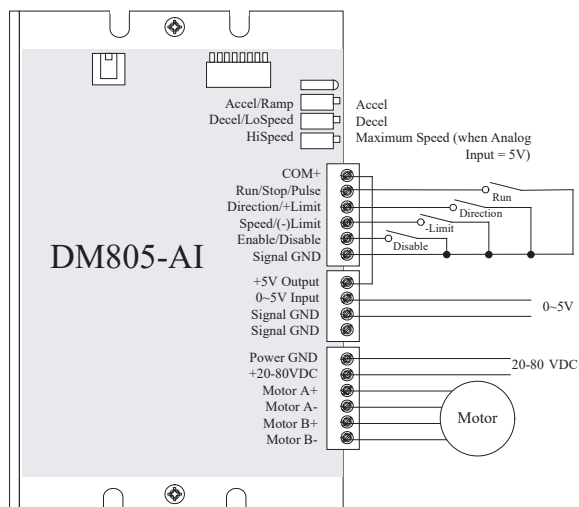 Accel/Ramp Accel
Decel/LoSpeed Decel
HiSpeed Maximum Speed (when Analog
Input = 5V)
COM+
Run/Stop/Pulse
Run
Direction/+Limit
Direction
Speed/(-)Limit
-Limit
Enable/Disable
Disable
Signal GND
DM805-AI
+5V Output
0~5V Input
0~5V
Signal GND
Signal GND
Power GND
20-80 VDC
+20-80VDC
Motor A+
Motor A-
Motor
Motor B+
Motor B-